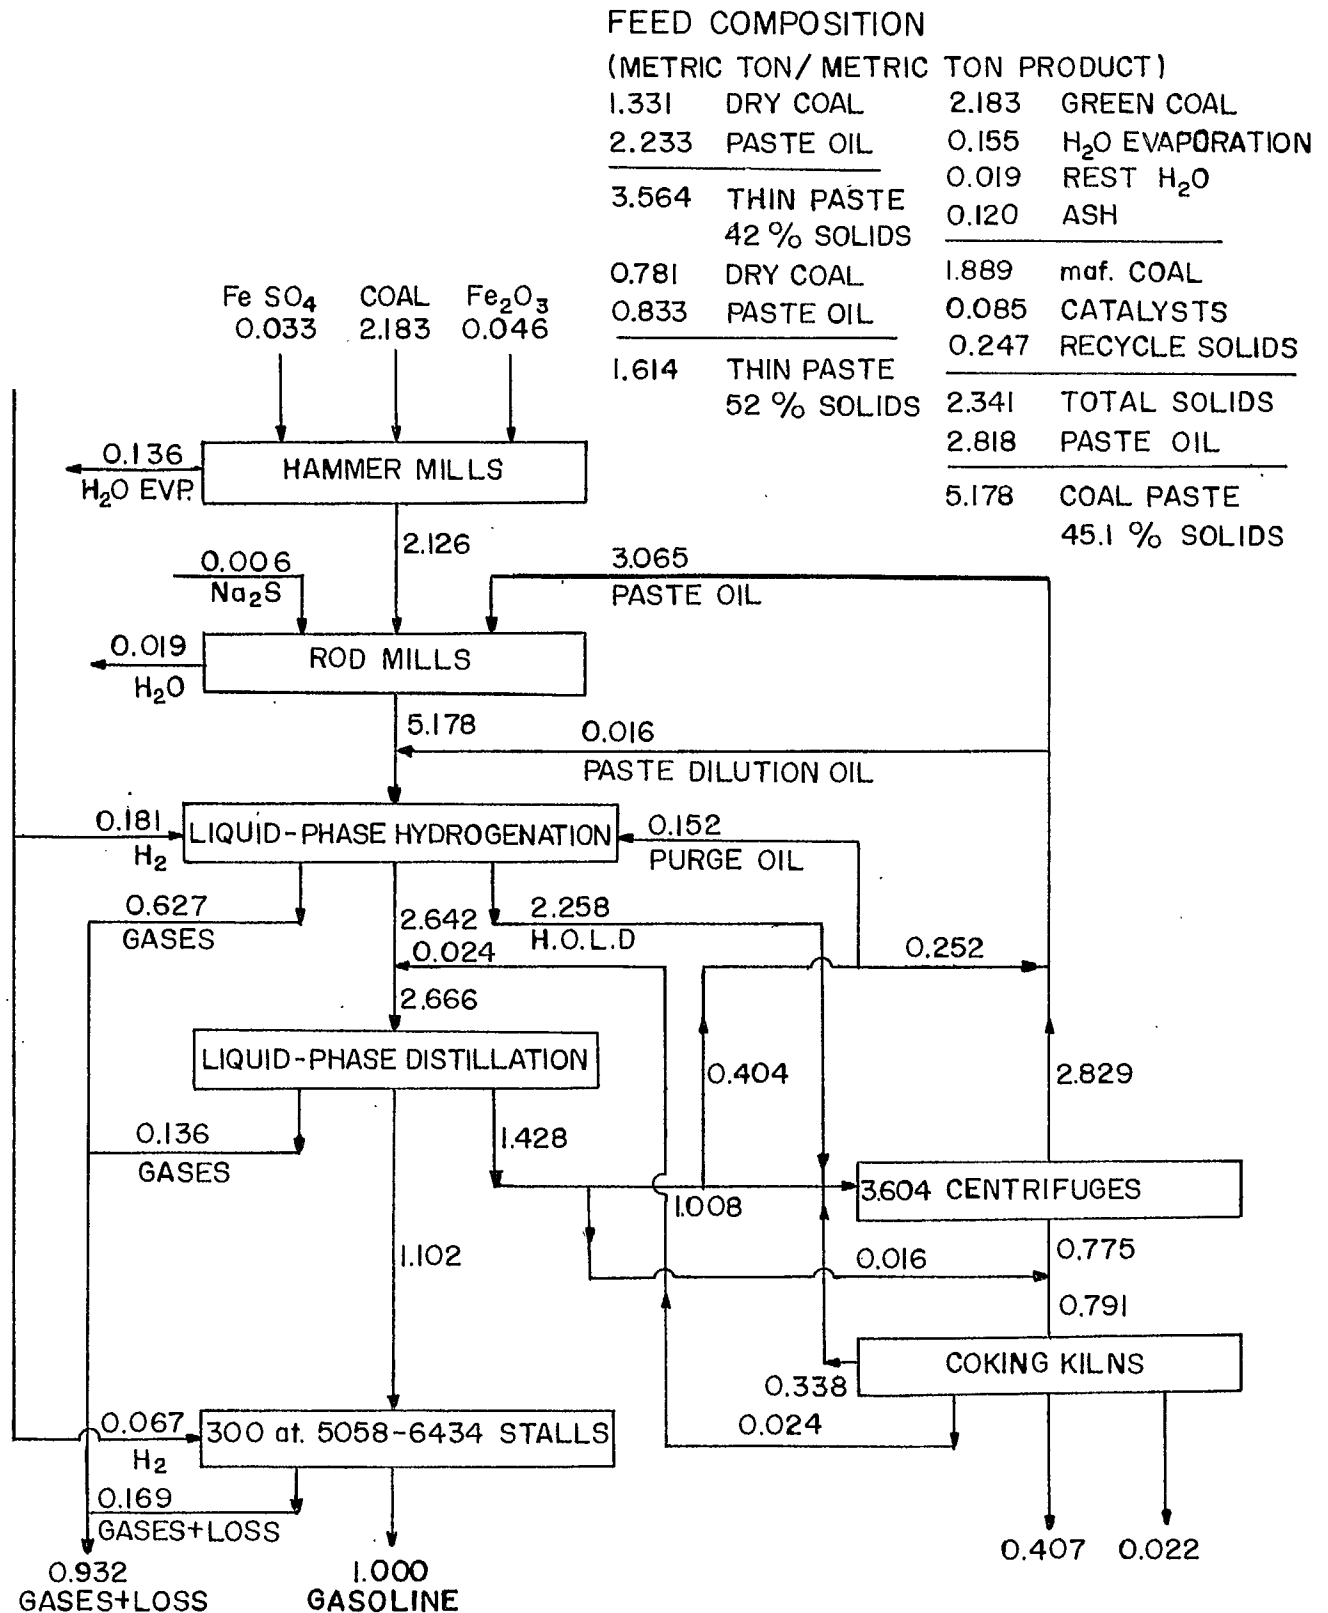 FEED COMPOSITION
(METRIC TON/ METRIC TON PRODUCT)
1.331 DRY COAL
2.233 PASTE OIL
3.564 THIN PASTE
42 % SOLIDS
0.781 DRY COAL
0.833 PASTE OIL
1.614 THIN PASTE
52 % SOLIDS
2.183 GREEN COAL
0.155 H₂O EVAPORATION
0.019 REST H₂O
0.120 ASH
1.889 maf. COAL
0.085 CATALYSTS
0.247 RECYCLE SOLIDS
2.341 TOTAL SOLIDS
2.818 PASTE OIL
5.178 COAL PASTE
45.1 % SOLIDS
Fe SO₄ COAL Fe₂O₃
0.033 2.183 0.046
0.136
H₂O EVP.
HAMMER MILLS
2.126
0.006
Na₂S
3.065
PASTE OIL
0.019
H₂O
ROD MILLS
5.178
0.016
PASTE DILUTION OIL
0.181
H₂
LIQUID-PHASE HYDROGENATION
0.152
PURGE OIL
0.627
GASES
2.642
2.258
H.O.L.D
0.024
0.252
2.666
LIQUID-PHASE DISTILLATION
0.404
2.829
0.136
GASES
1.428
1.008
3.604 CENTRIFUGES
1.102
0.775
0.016
0.791
COKING KILNS
0.338
0.024
0.067
H₂
300 at. 5058-6434 STALLS
0.169
GASES+LOSS
0.932
GASES+LOSS
1.000
GASOLINE
0.407 0.022